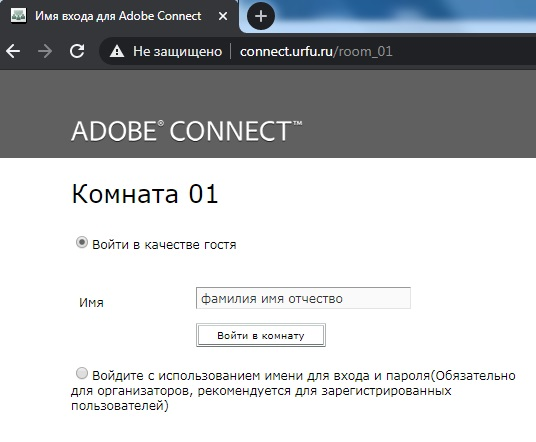 Имя входа для Adobe Connect
Не защищено connect.urfu.ru/room_01
ADOBE® CONNECT™
Комната 01
Войти в качестве гостя
Имя фамилия имя отчество
Войти в комнату
Войдите с использованием имени для входа и пароля(Обязательно
для организаторов, рекомендуется для зарегистрированных
пользователей)